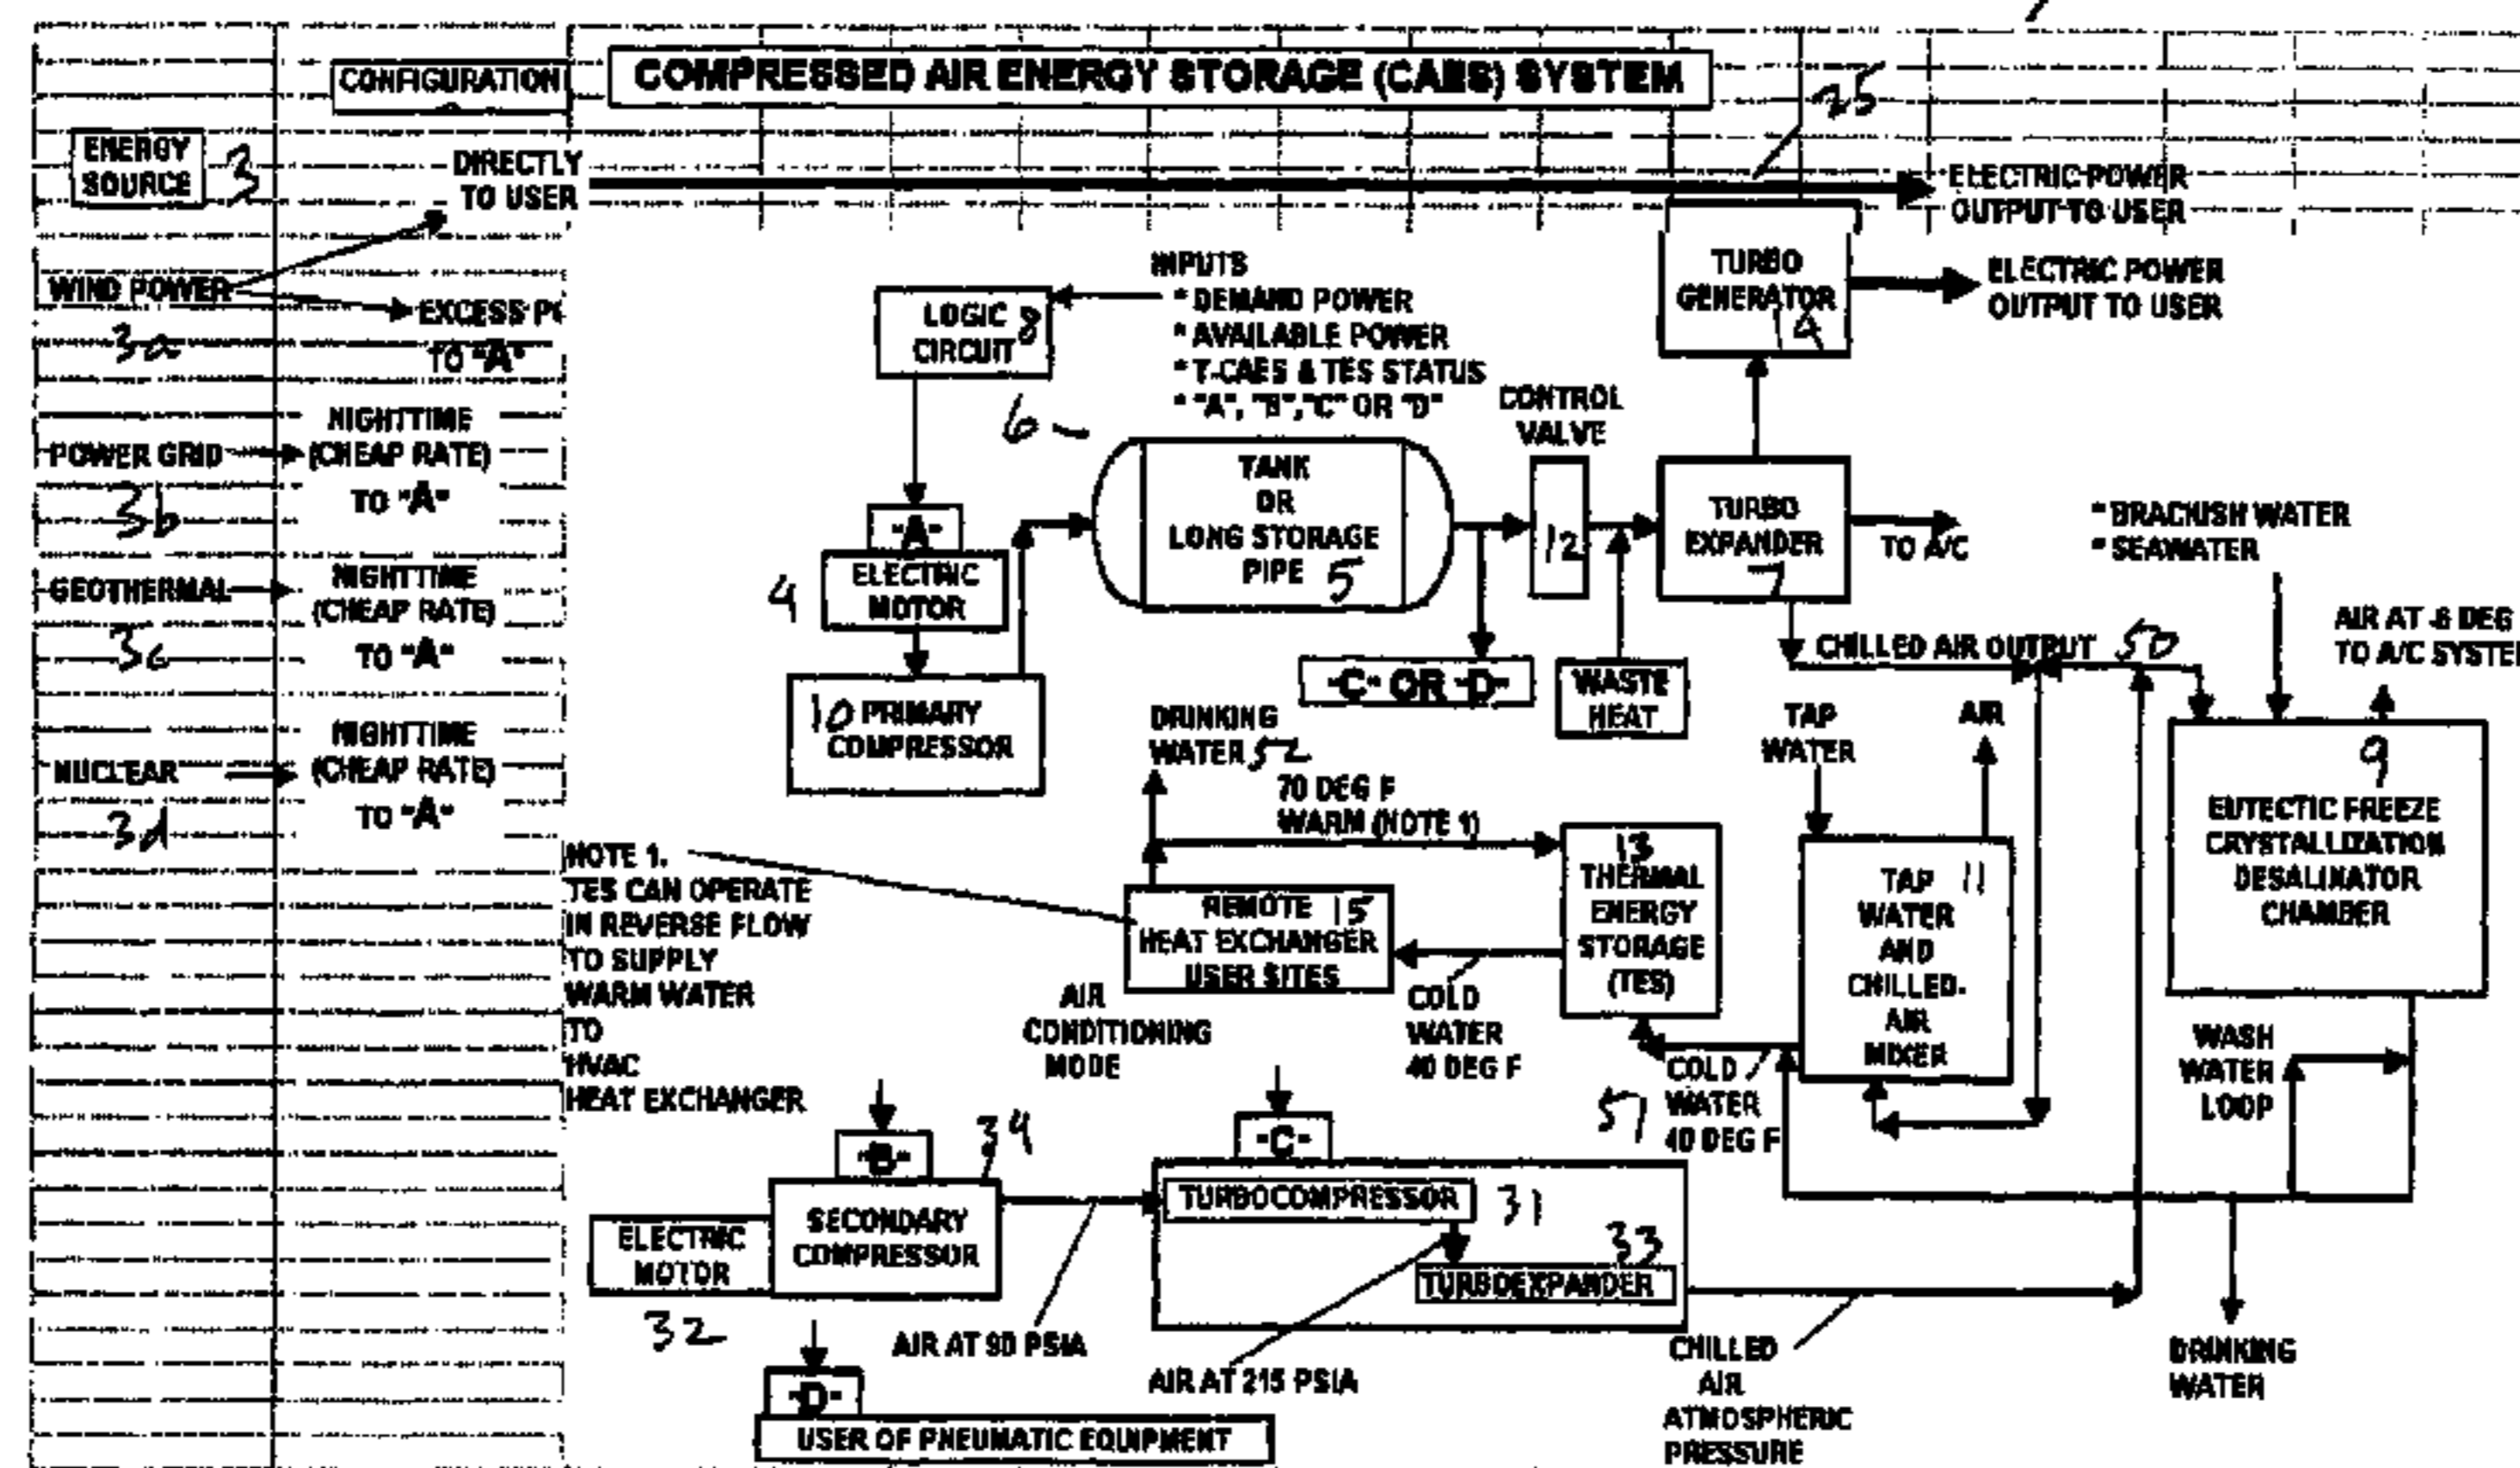 CONFIGURATION
COMPRESSED AIR ENERGY STORAGE (CAES) SYSTEM
25
ENERGY
SOURCE
3
DIRECTLY
TO USER
ELECTRIC POWER
OUTPUT TO USER
WIND POWER
3a
EXCESS
TO "A"
POWER GRID
3b
NIGHTTIME
(CHEAP RATE)
TO "A"
GEOTHERMAL
3c
NIGHTTIME
(CHEAP RATE)
TO "A"
NUCLEAR
3d
NIGHTTIME
(CHEAP RATE)
TO "A"
LOGIC 8
CIRCUIT
INPUTS
* DEMAND POWER
* AVAILABLE POWER
* T-CAES & TES STATUS
* "A", "B", "C" OR "D"
TURBO
GENERATOR
ELECTRIC POWER
OUTPUT TO USER
6
CONTROL
VALVE
12
TANK
OR
LONG STORAGE
PIPE 5
"A"
4
ELECTRIC
MOTOR
10 PRIMARY
COMPRESSOR
TURBO
EXPANDER
7
TO A/C
"C" OR "D"
WASTE
HEAT
CHILLED AIR OUTPUT 50
* BRACKISH WATER
* SEAWATER
AIR AT -6 DEG
TO A/C
DRINKING
WATER 52
70 DEG F
WARM (NOTE 1)
TAP
WATER
AIR
9
EUTECTIC FREEZE
CRYSTALLIZATION
DESALINATOR
CHAMBER
NOTE 1.
TES CAN OPERATE
IN REVERSE FLOW
TO SUPPLY
WARM WATER
TO
HVAC
HEAT EXCHANGER
REMOTE 15
HEAT EXCHANGER
USER SITES
13
THERMAL
ENERGY
STORAGE
(TES)
TAP 11
WATER
AND
CHILLED-
AIR
MIXER
AIR
CONDITIONING
MODE
COLD
WATER
40 DEG F
COLD
WATER
40 DEG F
WASH
WATER
LOOP
"B"
34
SECONDARY
COMPRESSOR
ELECTRIC
MOTOR
32
"C"
TURBOCOMPRESSOR 31
33
TURBOEXPANDER
AIR AT 90 PSIA
AIR AT 215 PSIA
CHILLED
AIR
ATMOSPHERIC
PRESSURE
DRINKING
WATER
"D"
USER OF PNEUMATIC EQUIPMENT